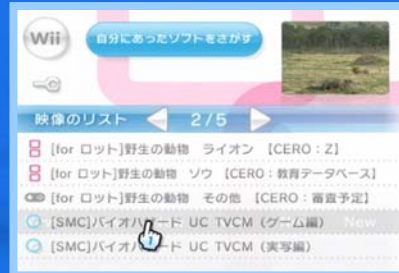 Wii
自分にあったソフトをさがす
映像のリスト 2/5
[for ロット]野生の動物 ライオン 【CERO:Z】
[for ロット]野生の動物 ゾウ 【CERO:教育データベース】
[for ロット]野生の動物 その他 【CERO:審査予定】
[SMC]バイオハザード UC TVCM (ゲーム編) New
[SMC]バイオハザード UC TVCM (実写編)